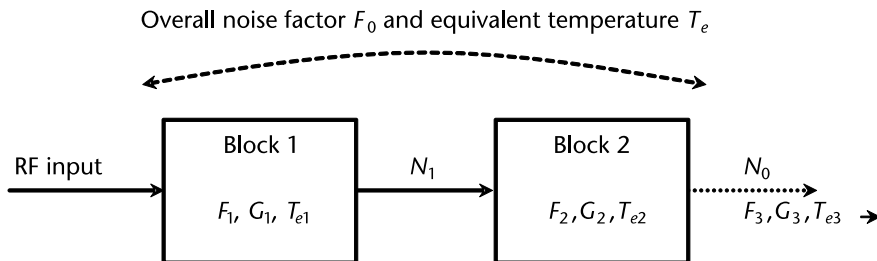 Overall noise factor F₀ and equivalent temperature Tₑ
Block 1
Block 2
RF input
N₁
N₀
F₁, G₁, Tₑ₁
F₂, G₂, Tₑ₂
F₃, G₃, Tₑ₃